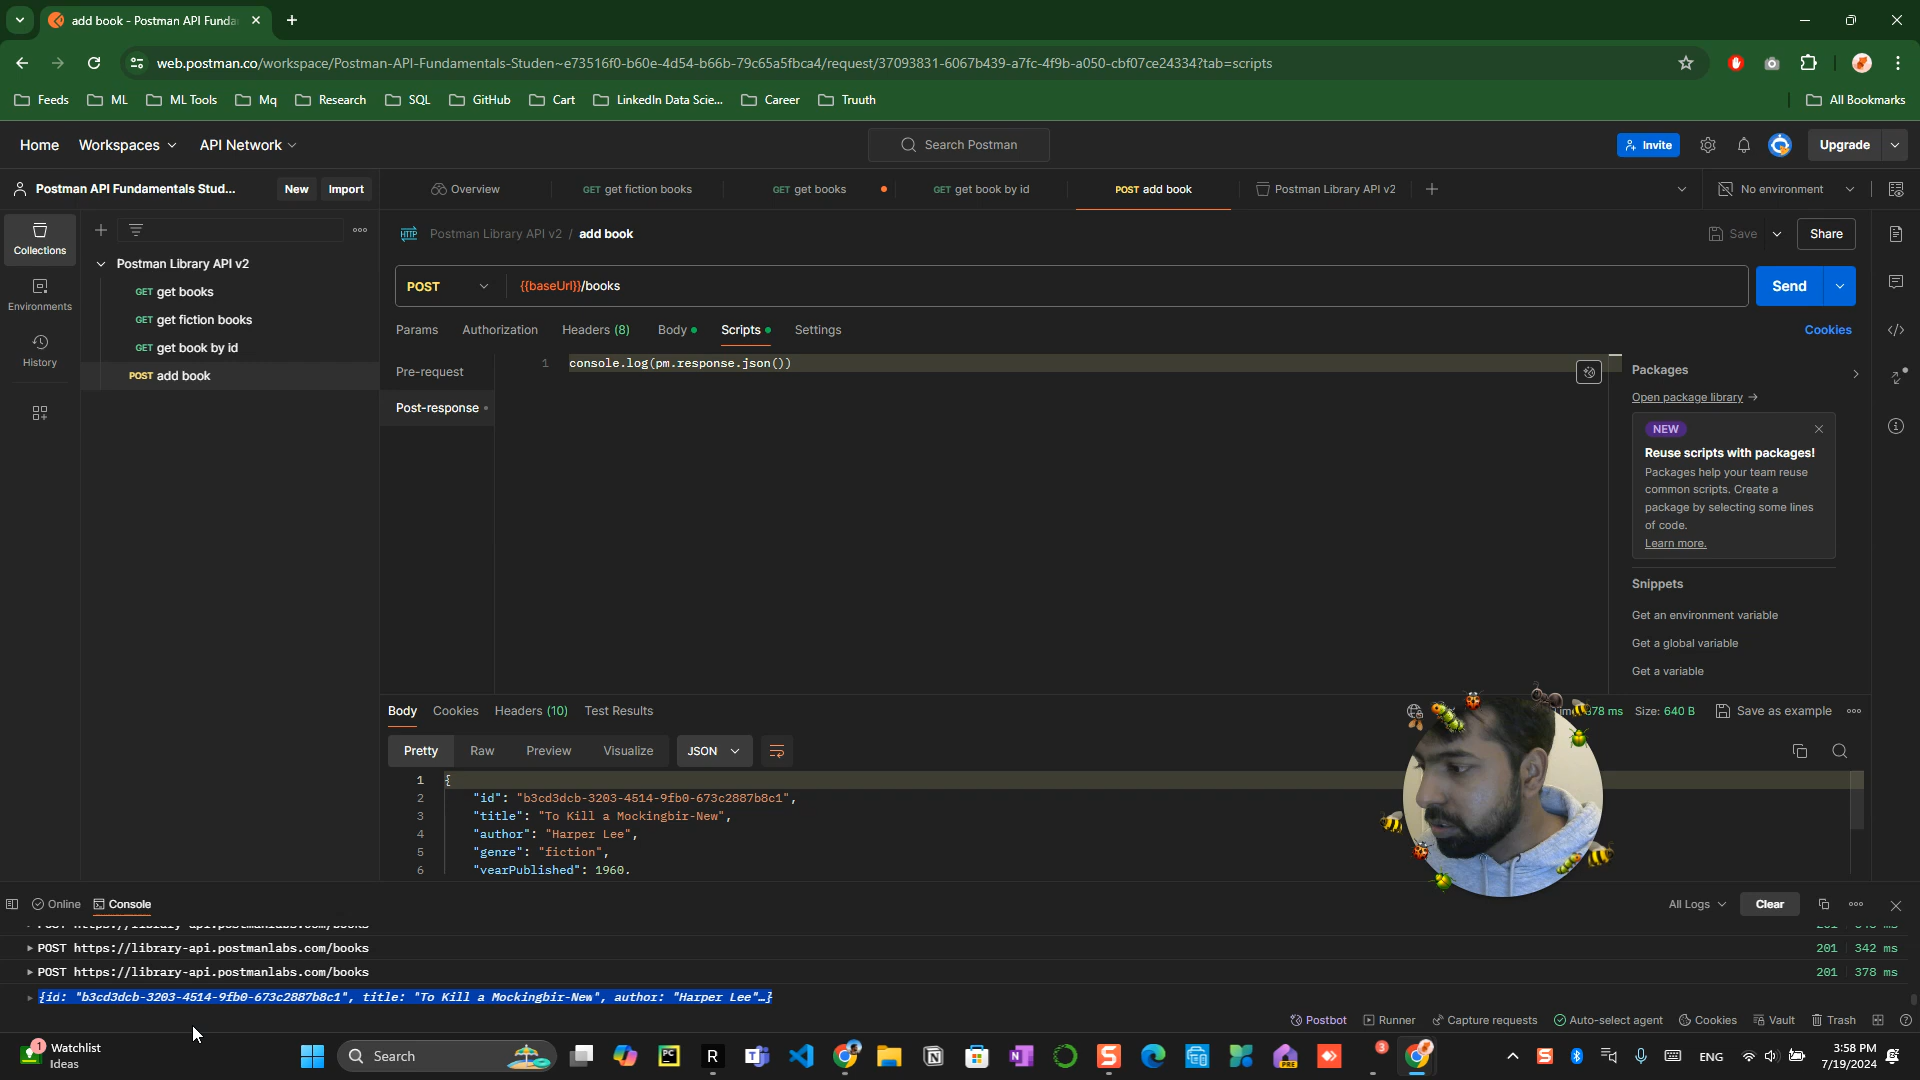 add book - Postman API Funda
web.postman.co/workspace/Postman-API-Fundamentals-Studen~e73516f0-b60e-4d54-b66b-79c65a5fbca4/request/37093831-6067b439-a7fc-4f9b-a050-cbf07ce24334?tab=scripts
Feeds ML ML Tools Mq Research SQL GitHub Cart LinkedIn Data Scie... Career Truuth All Bookmarks
Home Workspaces API Network Search Postman Invite Upgrade
Postman API Fundamentals Stud... New Import Overview GET get fiction books GET get books GET get book by id POST add book Postman Library API v2 No environment
Collections
Environments
History
Postman Library API v2
GET get books
GET get fiction books
GET get book by id
POST add book
HTTP Postman Library API v2 / add book Save Share
POST {{baseUrl}}/books Send
Params Authorization Headers (8) Body Scripts Settings Cookies
Pre-request
Post-response
1 console.log(pm.response.json())
Packages
Open package library →
NEW
Reuse scripts with packages!
Packages help your team reuse
common scripts. Create a
package by selecting some lines
of code.
Learn more.
Snippets
Get an environment variable
Get a global variable
Get a variable
Body Cookies Headers (10) Test Results 378 ms Size: 640 B Save as example
Pretty Raw Preview Visualize JSON
1 {
2 "id": "b3cd3dcb-3203-4514-9fb0-673c2887b8c1",
3 "title": "To Kill a Mockingbir-New",
4 "author": "Harper Lee",
5 "genre": "fiction",
6 "yearPublished": 1960,
Online Console All Logs Clear
POST https://library-api.postmanlabs.com/books 201 342 ms
POST https://library-api.postmanlabs.com/books 201 378 ms
{id: "b3cd3dcb-3203-4514-9fb0-673c2887b8c1", title: "To Kill a Mockingbir-New", author: "Harper Lee"…}
Postbot Runner Capture requests Auto-select agent Cookies Vault Trash
1 Watchlist
Ideas
Search
PC R PRE 3
ENG
3:58 PM
7/19/2024